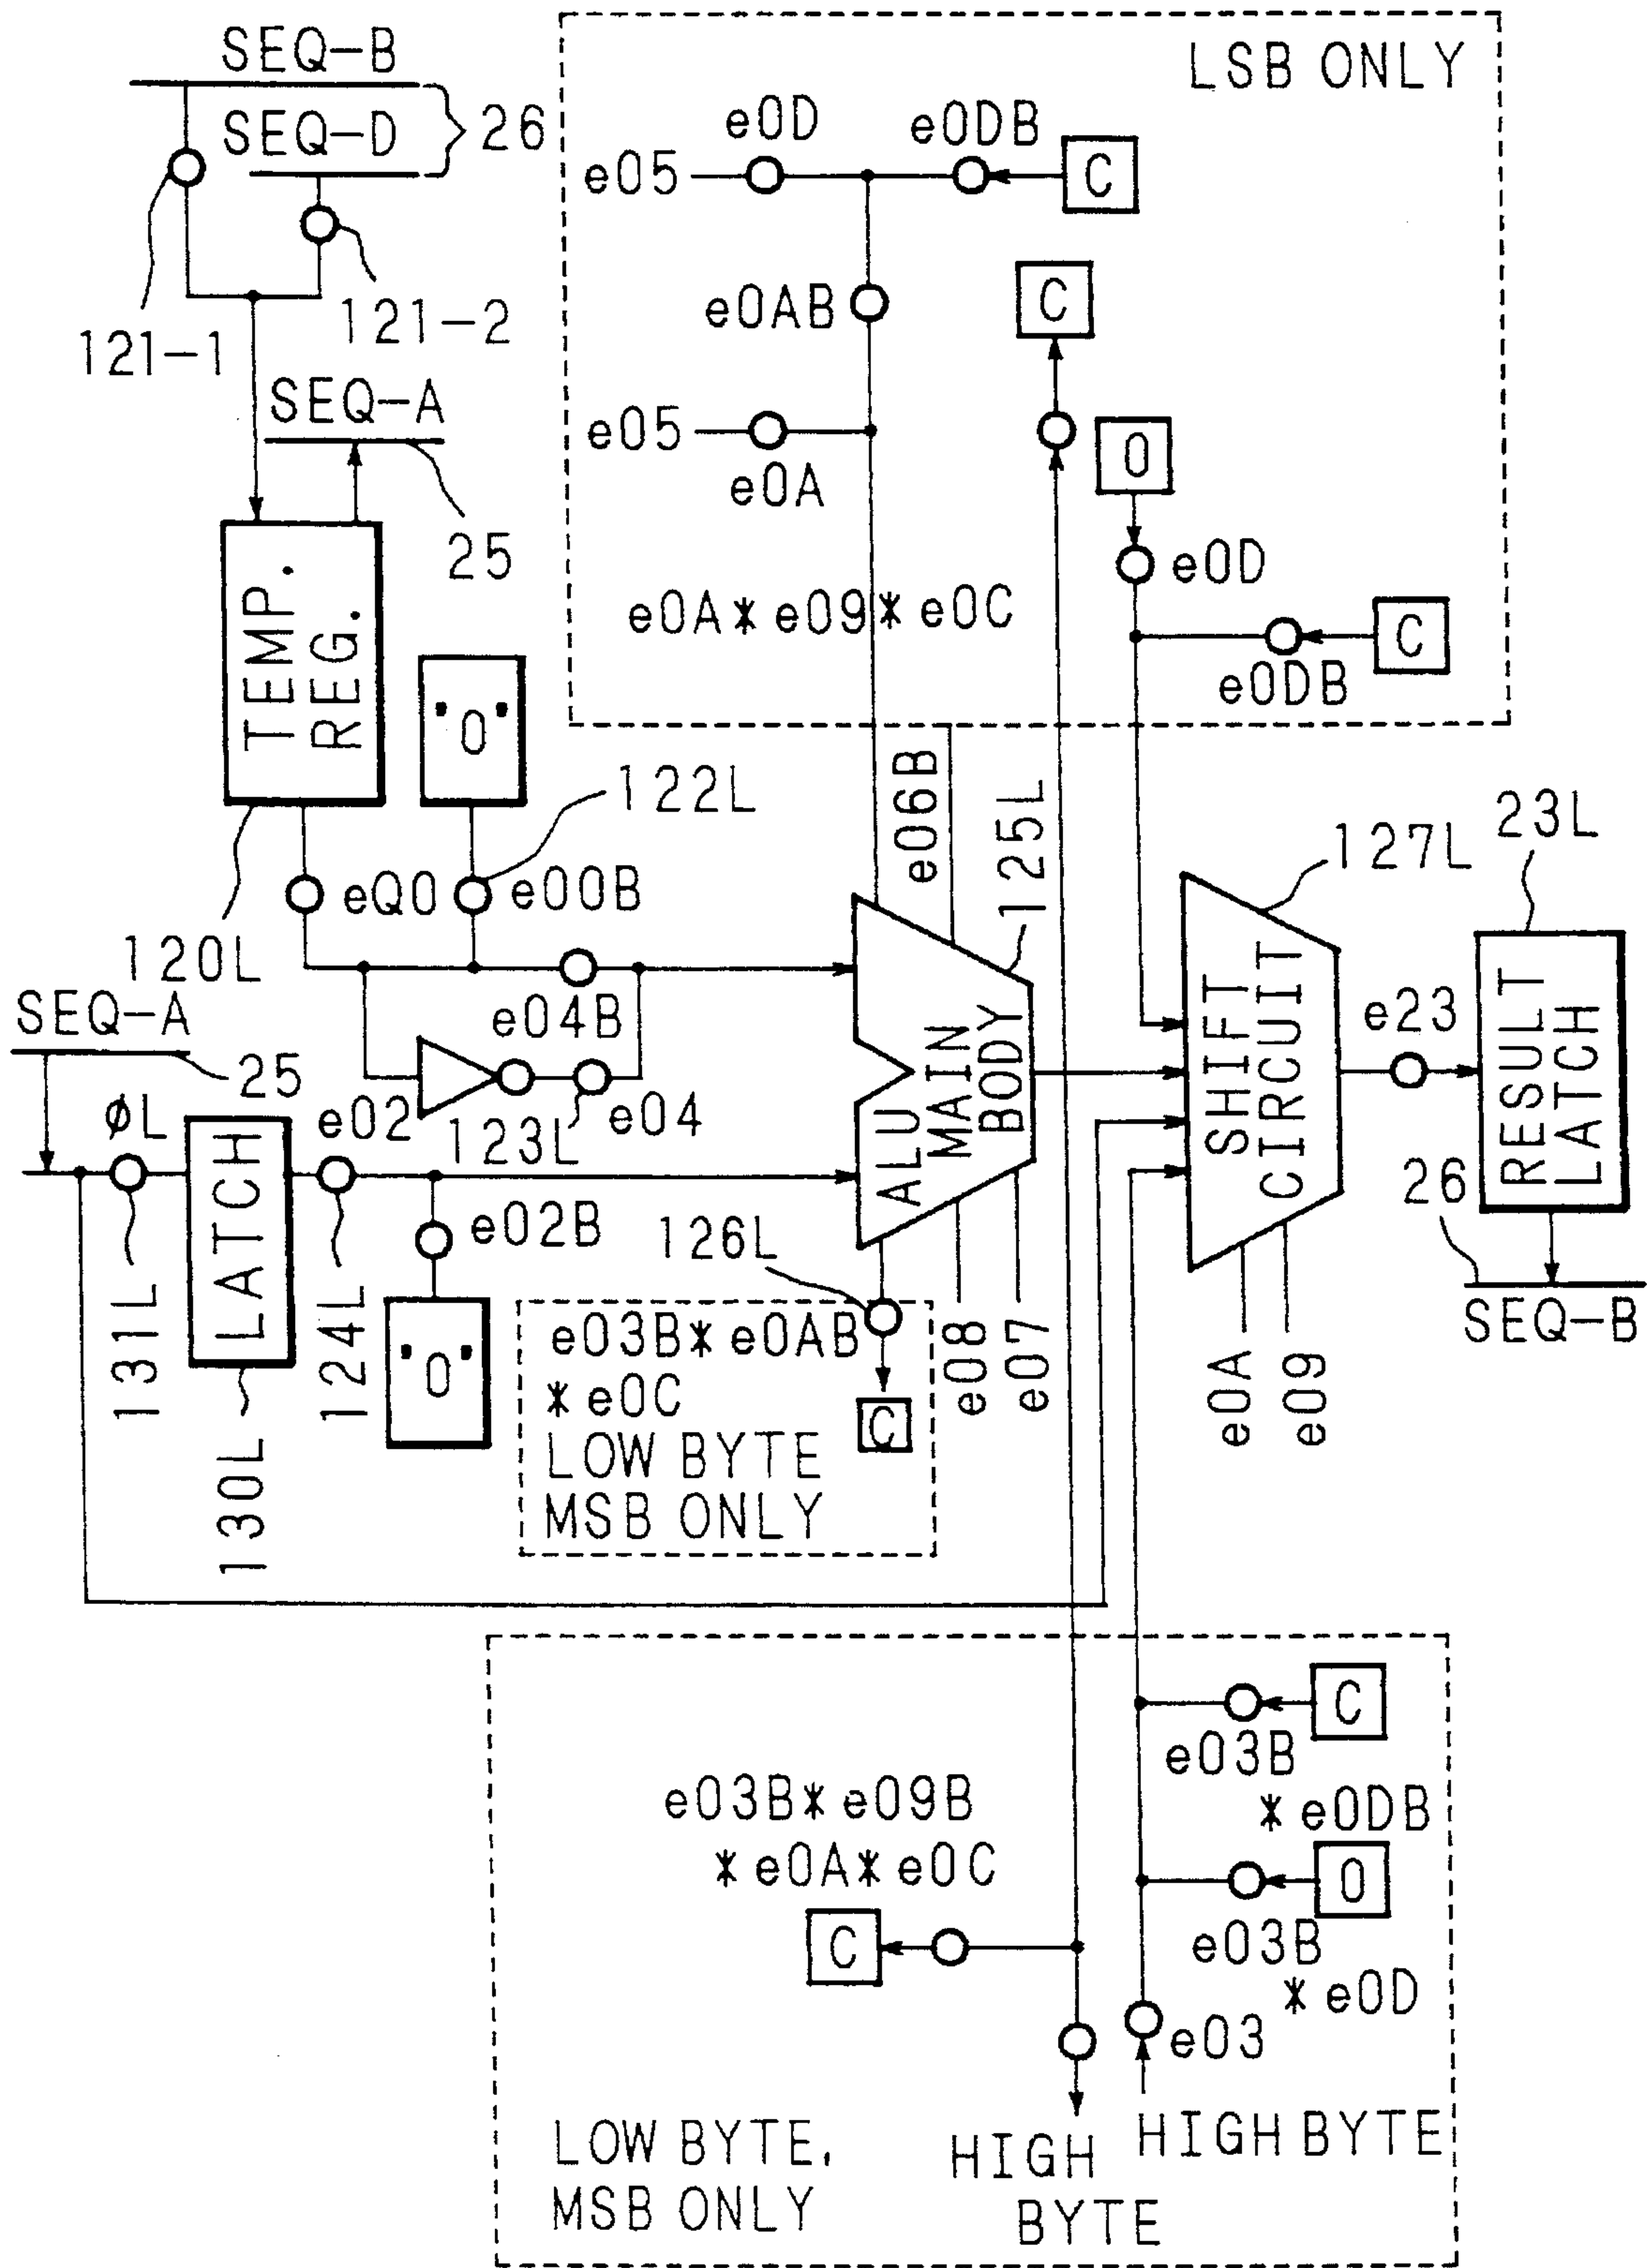 SEQ-B
SEQ-D
26
121-1
121-2
SEQ-A
25
TEMP.
REG.
"0"
122L
eQ0
e00B
120L
LSB ONLY
e05
e0D
e0DB
C
e0AB
C
e05
e0A
0
e0D
e0A * e09 * e0C
C
e0DB
e06B
125L
127L
23L
SEQ-A
25
e04B
e02
123L
e04
øL
LATCH
131L
130L
124L
e02B
"0"
ALU
MAIN
BODY
126L
e08
e07
SHIFT
CIRCUIT
e0A
e09
e23
RESULT
LATCH
26
SEQ-B
e03B * e0AB
* e0C
C
LOW BYTE
MSB ONLY
C
e03B
* e0DB
e03B * e09B
* e0A * e0C
C
0
e03B
* e0D
e03
HIGH BYTE
HIGH
BYTE
LOW BYTE,
MSB ONLY